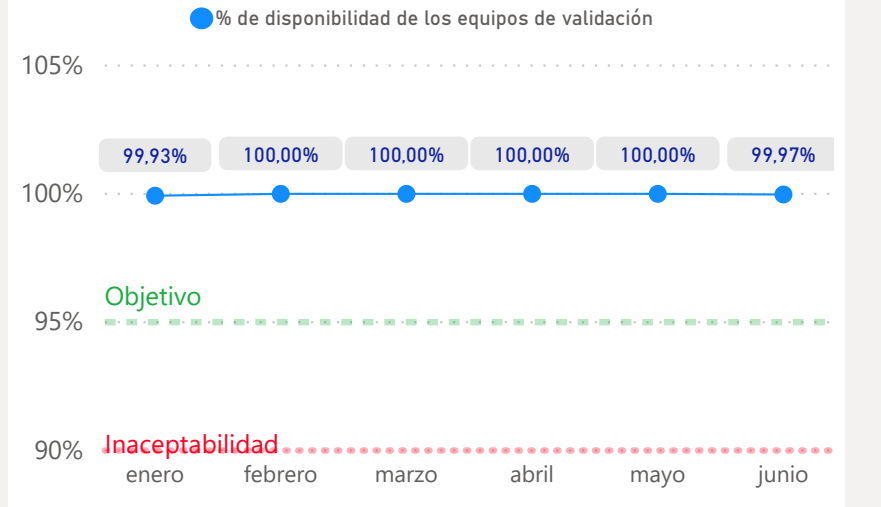 % de disponibilidad de los equipos de validación
105%
99,93% 100,00% 100,00% 100,00% 100,00% 99,97%
100%
Objetivo
95%
Inaceptabilidad
90%
enero febrero marzo abril mayo junio